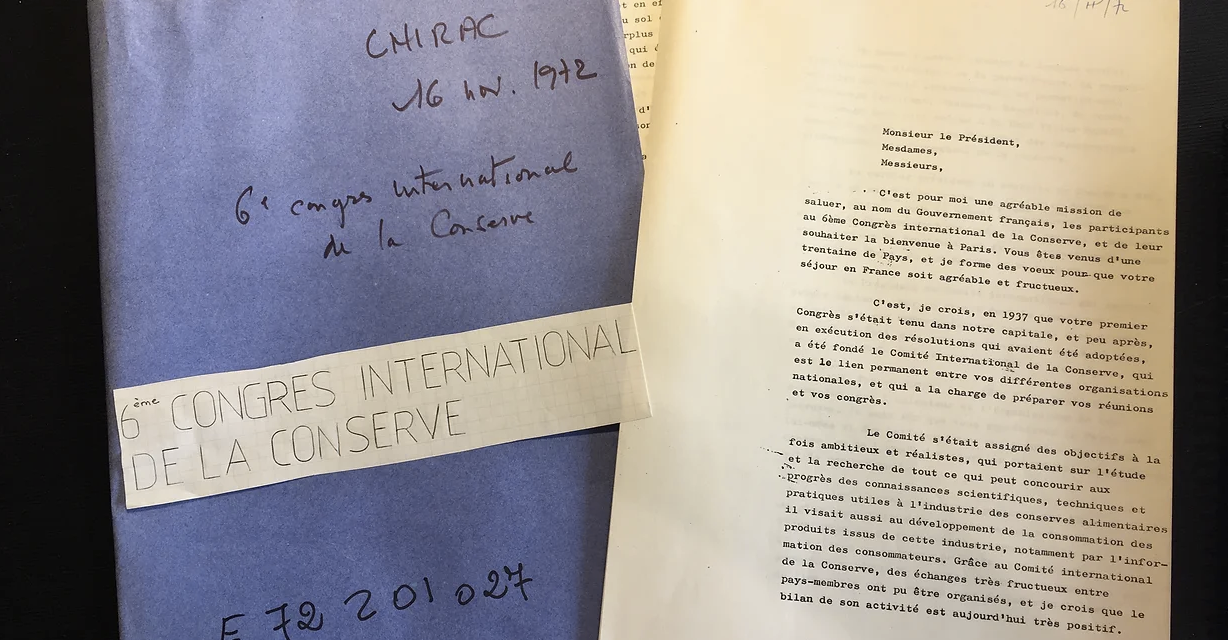 CHIRAC
16 nov. 1972
6e congres international
de la Conserve
6ème CONGRES INTERNATIONAL
DE LA CONSERVE
E 72 2 01 027
t en ef
u sol
rplus
qui
n de
d'
16/11/72
Monsieur le Président,
Mesdames,
Messieurs,
C'est pour moi une agréable mission de
saluer, au nom du Gouvernement français, les participants
au 6ème Congrès international de la Conserve, et de leur
souhaiter la bienvenue à Paris. Vous êtes venus d'une
trentaine de Pays, et je forme des voeux pour que votre
séjour en France soit agréable et fructueux.
C'est, je crois, en 1937 que votre premier
Congrès s'était tenu dans notre capitale, et peu après,
en exécution des résolutions qui avaient été adoptées,
a été fondé le Comité International de la Conserve, qui
est le lien permanent entre vos différentes organisations
nationales, et qui a la charge de préparer vos réunions
et vos congrès.
Le Comité s'était assigné des objectifs à la
fois ambitieux et réalistes, qui portaient sur l'étude
et la recherche de tout ce qui peut concourir aux
progrès des connaissances scientifiques, techniques et
pratiques utiles à l'industrie des conserves alimentaires
il visait aussi au développement de la consommation des
produits issus de cette industrie, notamment par l'infor-
mation des consommateurs. Grâce au Comité international
de la Conserve, des échanges très fructueux entre
pays-membres ont pu être organisés, et je crois que le
bilan de son activité est aujourd'hui très positif.